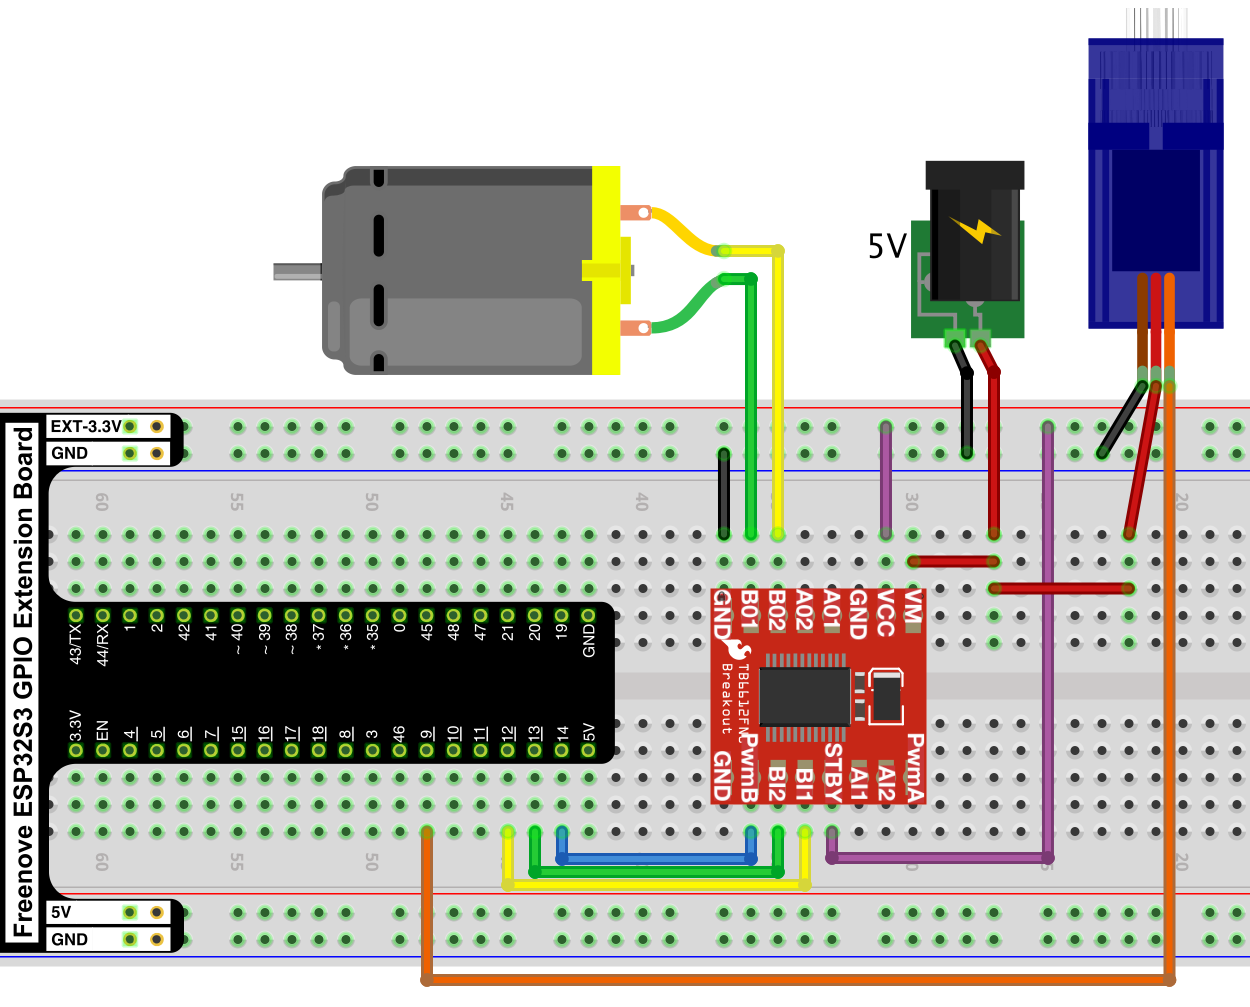 5V
EXT-3.3V
GND
Freenove ESP32S3 GPIO Extension Board
60 55 50 45 40 30 20
43/TX 44/RX 1 2 42 41 ~ 40 ~ 39 ~ 38 * 37 * 36 * 35 0 45 48 47 21 20 19 GND
3.3V EN 4 5 6 7 15 16 17 18 8 3 46 9 10 11 12 13 14 5V
GND B01 B02 A02 A01 GND VCC VM
TB6612FNG
Breakout
GND PwmB BI2 BI1 STBY AI1 AI2 PwmA
60 55 50 30 20
5V
GND